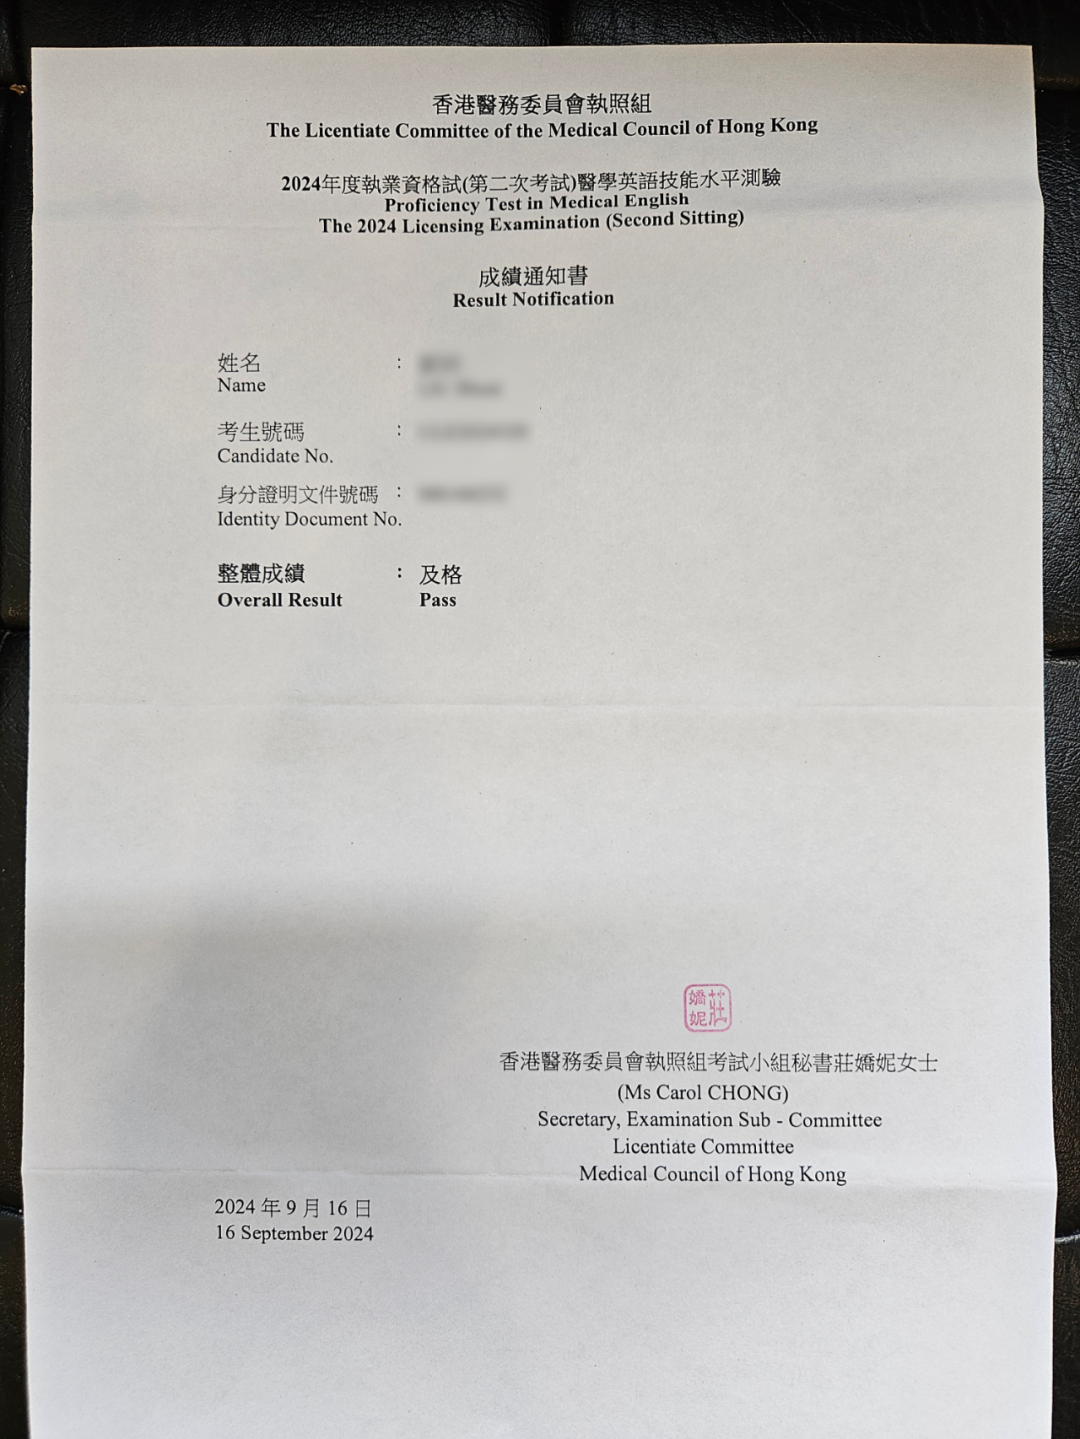 香港醫務委員會執照組
The Licentiate Committee of the Medical Council of Hong Kong
2024年度執業資格試(第二次考試)醫學英語技能水平測驗
Proficiency Test in Medical English
The 2024 Licensing Examination (Second Sitting)
成績通知書
Result Notification
姓名 :
Name
考生號碼 :
Candidate No.
身分證明文件號碼 :
Identity Document No.
整體成績 : 及格
Overall Result Pass
莊嬌妮
香港醫務委員會執照組考試小組秘書莊嬌妮女士
(Ms Carol CHONG)
Secretary, Examination Sub - Committee
Licentiate Committee
Medical Council of Hong Kong
2024 年 9 月 16 日
16 September 2024